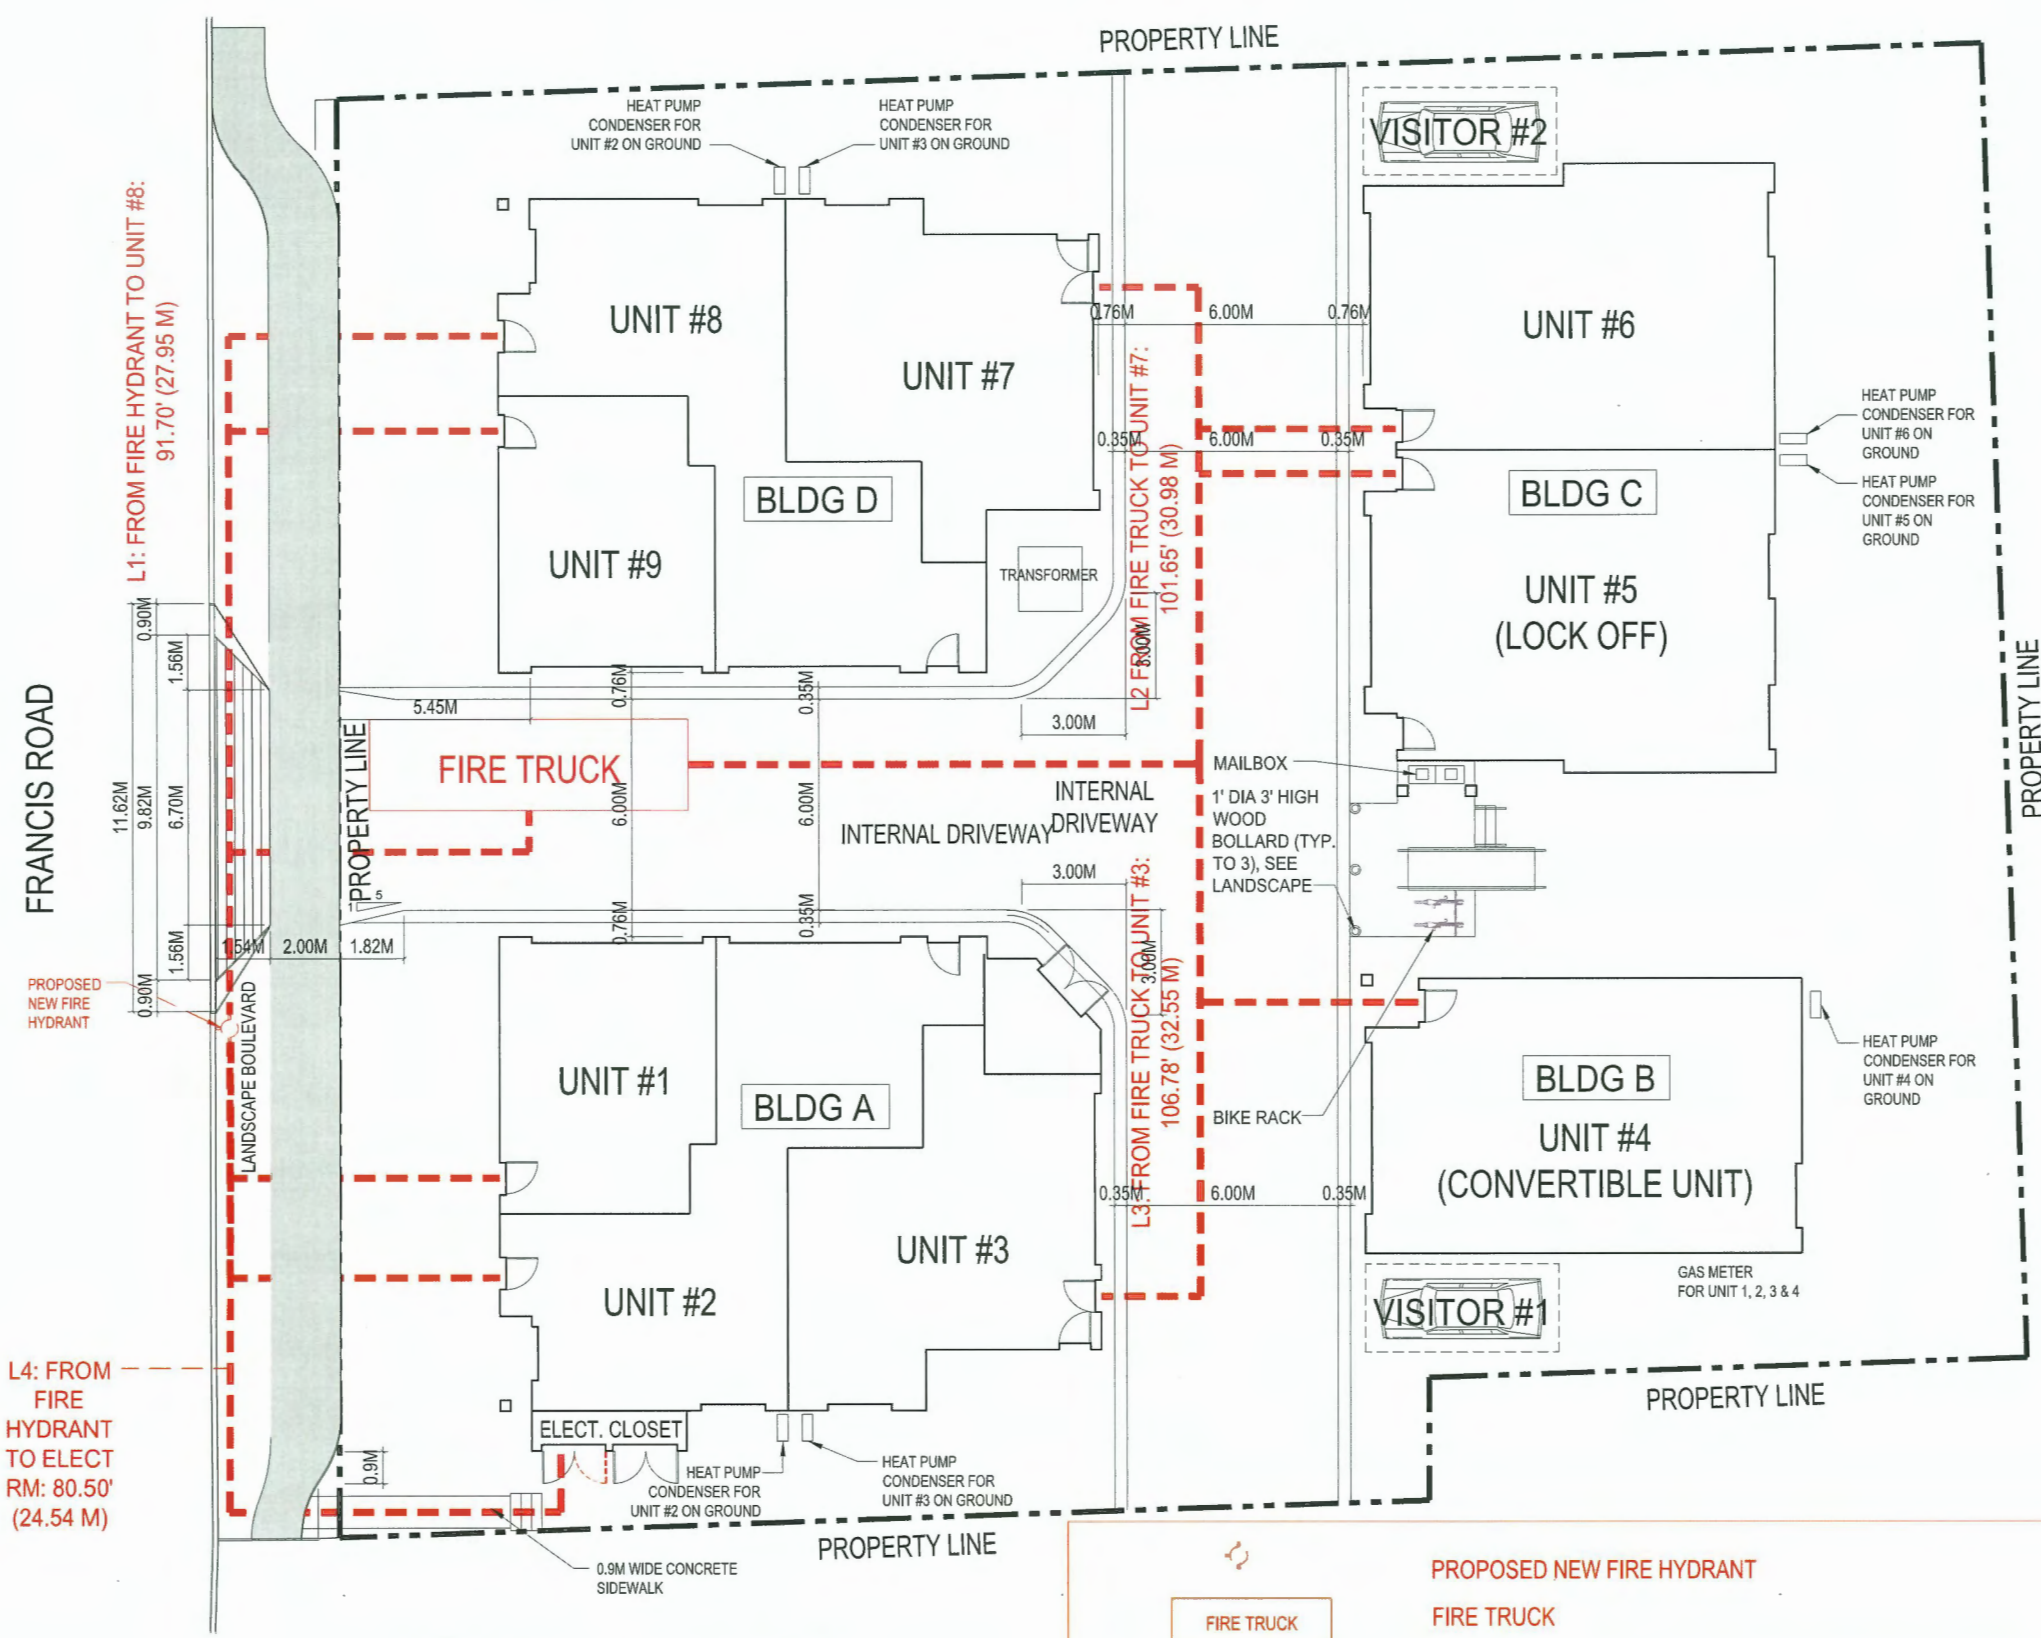 PROPERTY LINE
HEAT PUMP
CONDENSER FOR
UNIT #2 ON GROUND
HEAT PUMP
CONDENSER FOR
UNIT #3 ON GROUND
VISITOR #2
L1: FROM FIRE HYDRANT TO UNIT #8:
91.70' (27.95 M)
UNIT #8
UNIT #7
UNIT #6
0.76M
6.00M
0.76M
L2 FROM FIRE TRUCK TO UNIT #7:
101.65' (30.98 M)
HEAT PUMP
CONDENSER FOR
UNIT #6 ON
GROUND
0.35M
6.00M
0.35M
BLDG D
BLDG C
HEAT PUMP
CONDENSER FOR
UNIT #5 ON
GROUND
UNIT #9
TRANSFORMER
UNIT #5
(LOCK OFF)
0.90M
1.56M
3.00M
FRANCIS ROAD
5.45M
0.76M
0.35M
3.00M
PROPERTY LINE
PROPERTY LINE
FIRE TRUCK
11.62M
9.82M
6.70M
6.00M
6.00M
INTERNAL DRIVEWAY
INTERNAL
DRIVEWAY
MAILBOX
1' DIA 3' HIGH
WOOD
BOLLARD (TYP.
TO 3), SEE
LANDSCAPE
1
5
3.00M
0.76M
0.35M
1.56M
1.54M
2.00M
1.82M
3.00M
L3: FROM FIRE TRUCK TO UNIT #3:
106.78' (32.55 M)
0.90M
PROPOSED
NEW FIRE
HYDRANT
LANDSCAPE BOULEVARD
UNIT #1
BLDG A
BIKE RACK
BLDG B
UNIT #4
(CONVERTIBLE UNIT)
HEAT PUMP
CONDENSER FOR
UNIT #4 ON
GROUND
0.35M
6.00M
0.35M
UNIT #3
UNIT #2
GAS METER
FOR UNIT 1, 2, 3 & 4
VISITOR #1
L4: FROM
FIRE
HYDRANT
TO ELECT
RM: 80.50'
(24.54 M)
PROPERTY LINE
ELECT. CLOSET
0.9M
HEAT PUMP
CONDENSER FOR
UNIT #2 ON GROUND
HEAT PUMP
CONDENSER FOR
UNIT #3 ON GROUND
PROPERTY LINE
0.9M WIDE CONCRETE
SIDEWALK
PROPOSED NEW FIRE HYDRANT
FIRE TRUCK
FIRE TRUCK